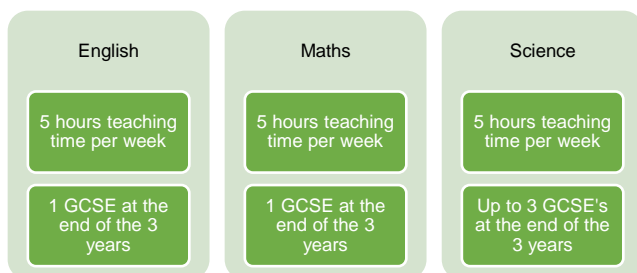 English
5 hours teaching
time per week
1 GCSE at the
end of the 3
years
Maths
5 hours teaching
time per week
1 GCSE at the
end of the 3
years
Science
5 hours teaching
time per week
Up to 3 GCSE's
at the end of the
3 years